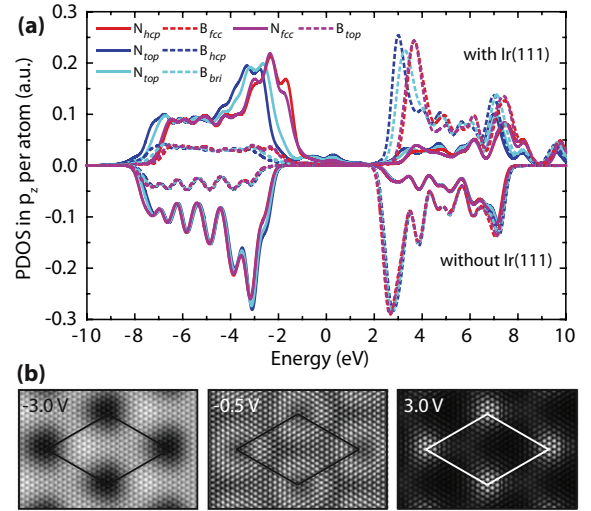 (a)
0.3
0.2
0.1
0.0
-0.1
-0.2
-0.3
PDOS in p_z per atom (a.u.)
N_hcp B_fcc N_fcc B_top
N_top B_hcp
N_top B_bri
with Ir(111)
without Ir(111)
-10 -8 -6 -4 -2 0 2 4 6 8 10
Energy (eV)
(b)
-3.0 V -0.5 V 3.0 V